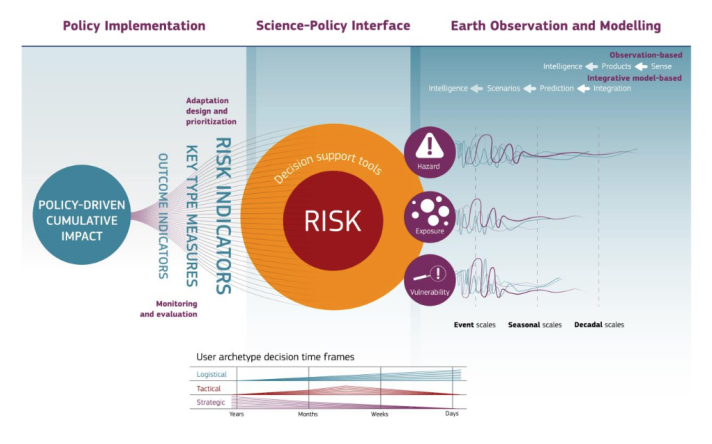 Policy Implementation
Science-Policy Interface
Earth Observation and Modelling
Observation-based
Intelligence Products Sense
Integrative model-based
Intelligence Scenarios Prediction Integration
Adaptation
design and
prioritization
POLICY-DRIVEN
CUMULATIVE
IMPACT
OUTCOME INDICATORS
KEY TYPE MEASURES
RISK INDICATORS
Monitoring
and evaluation
Decision support tools
RISK
Hazard
Exposure
Vulnerability
Event scales
Seasonal scales
Decadal scales
User archetype decision time frames
Logistical
Tactical
Strategic
Years
Months
Weeks
Days